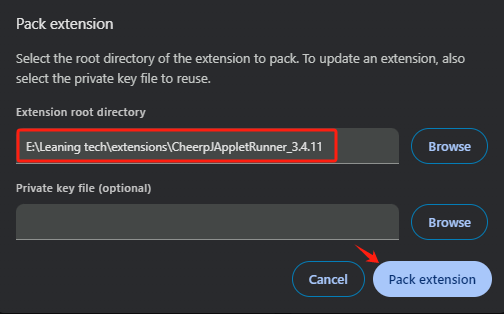 Pack extension
Select the root directory of the extension to pack. To update an extension, also
select the private key file to reuse.
Extension root directory
E:\Leaning tech\extensions\CheerpJAppletRunner_3.4.11
Browse
Private key file (optional)
Browse
Cancel
Pack extension